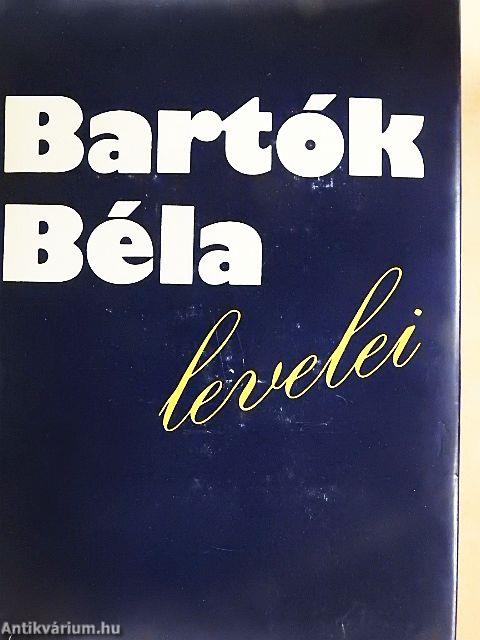 Bartók
Béla
levelei
Antikvárium.hu